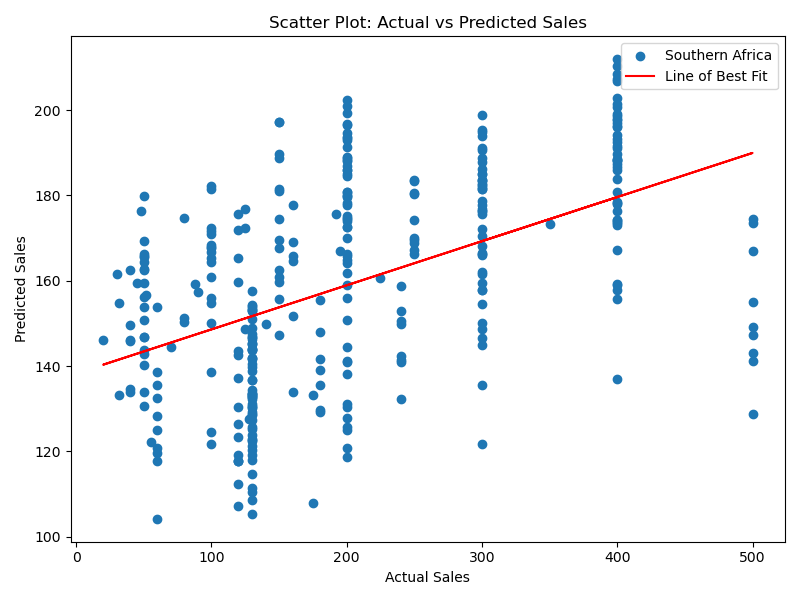 Scatter Plot: Actual vs Predicted Sales
Southern Africa
Line of Best Fit
Predicted Sales
200
180
160
140
120
100
0 100 200 300 400 500
Actual Sales